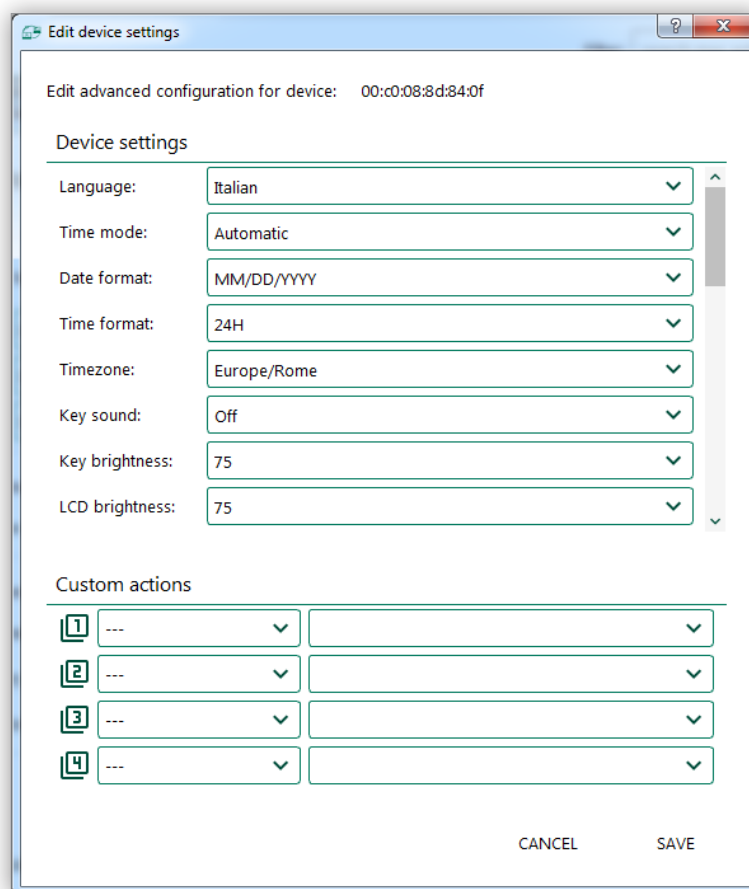 Edit device settings
Edit advanced configuration for device: 00:c0:08:8d:84:0f
Device settings
Language: Italian
Time mode: Automatic
Date format: MM/DD/YYYY
Time format: 24H
Timezone: Europe/Rome
Key sound: Off
Key brightness: 75
LCD brightness: 75
Custom actions
1 ---
2 ---
3 ---
4 ---
CANCEL SAVE